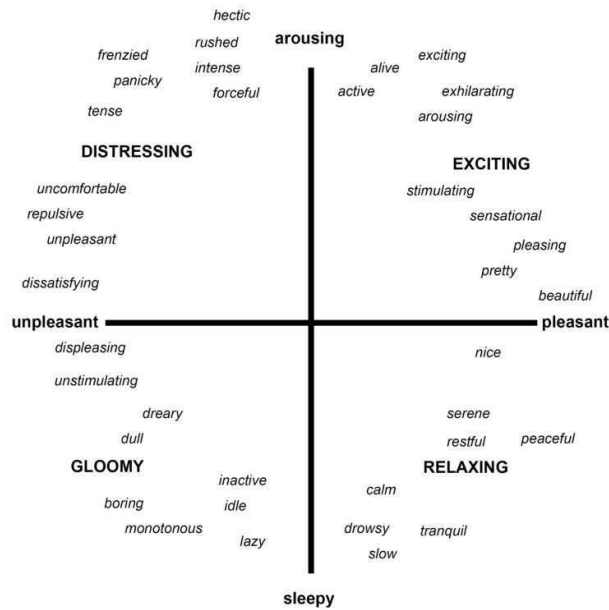 hectic
arousing
rushed
frenzied
intense
panicky
forceful
tense
exciting
alive
active
exhilarating
arousing
DISTRESSING
EXCITING
uncomfortable
repulsive
unpleasant
dissatisfying
stimulating
sensational
pleasing
pretty
beautiful
unpleasant
pleasant
displeasing
unstimulating
dreary
dull
nice
serene
restful
peaceful
GLOOMY
RELAXING
inactive
boring
idle
monotonous
lazy
calm
drowsy
tranquil
slow
sleepy